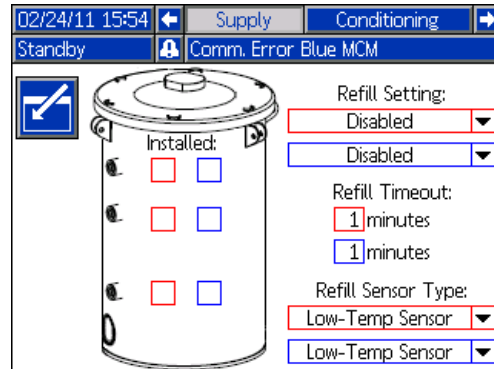 02/24/11 15:54 Supply Conditioning
Standby Comm. Error Blue MCM
Refill Setting:
Disabled
Installed:
Disabled
Refill Timeout:
1 minutes
1 minutes
Refill Sensor Type:
Low-Temp Sensor
Low-Temp Sensor